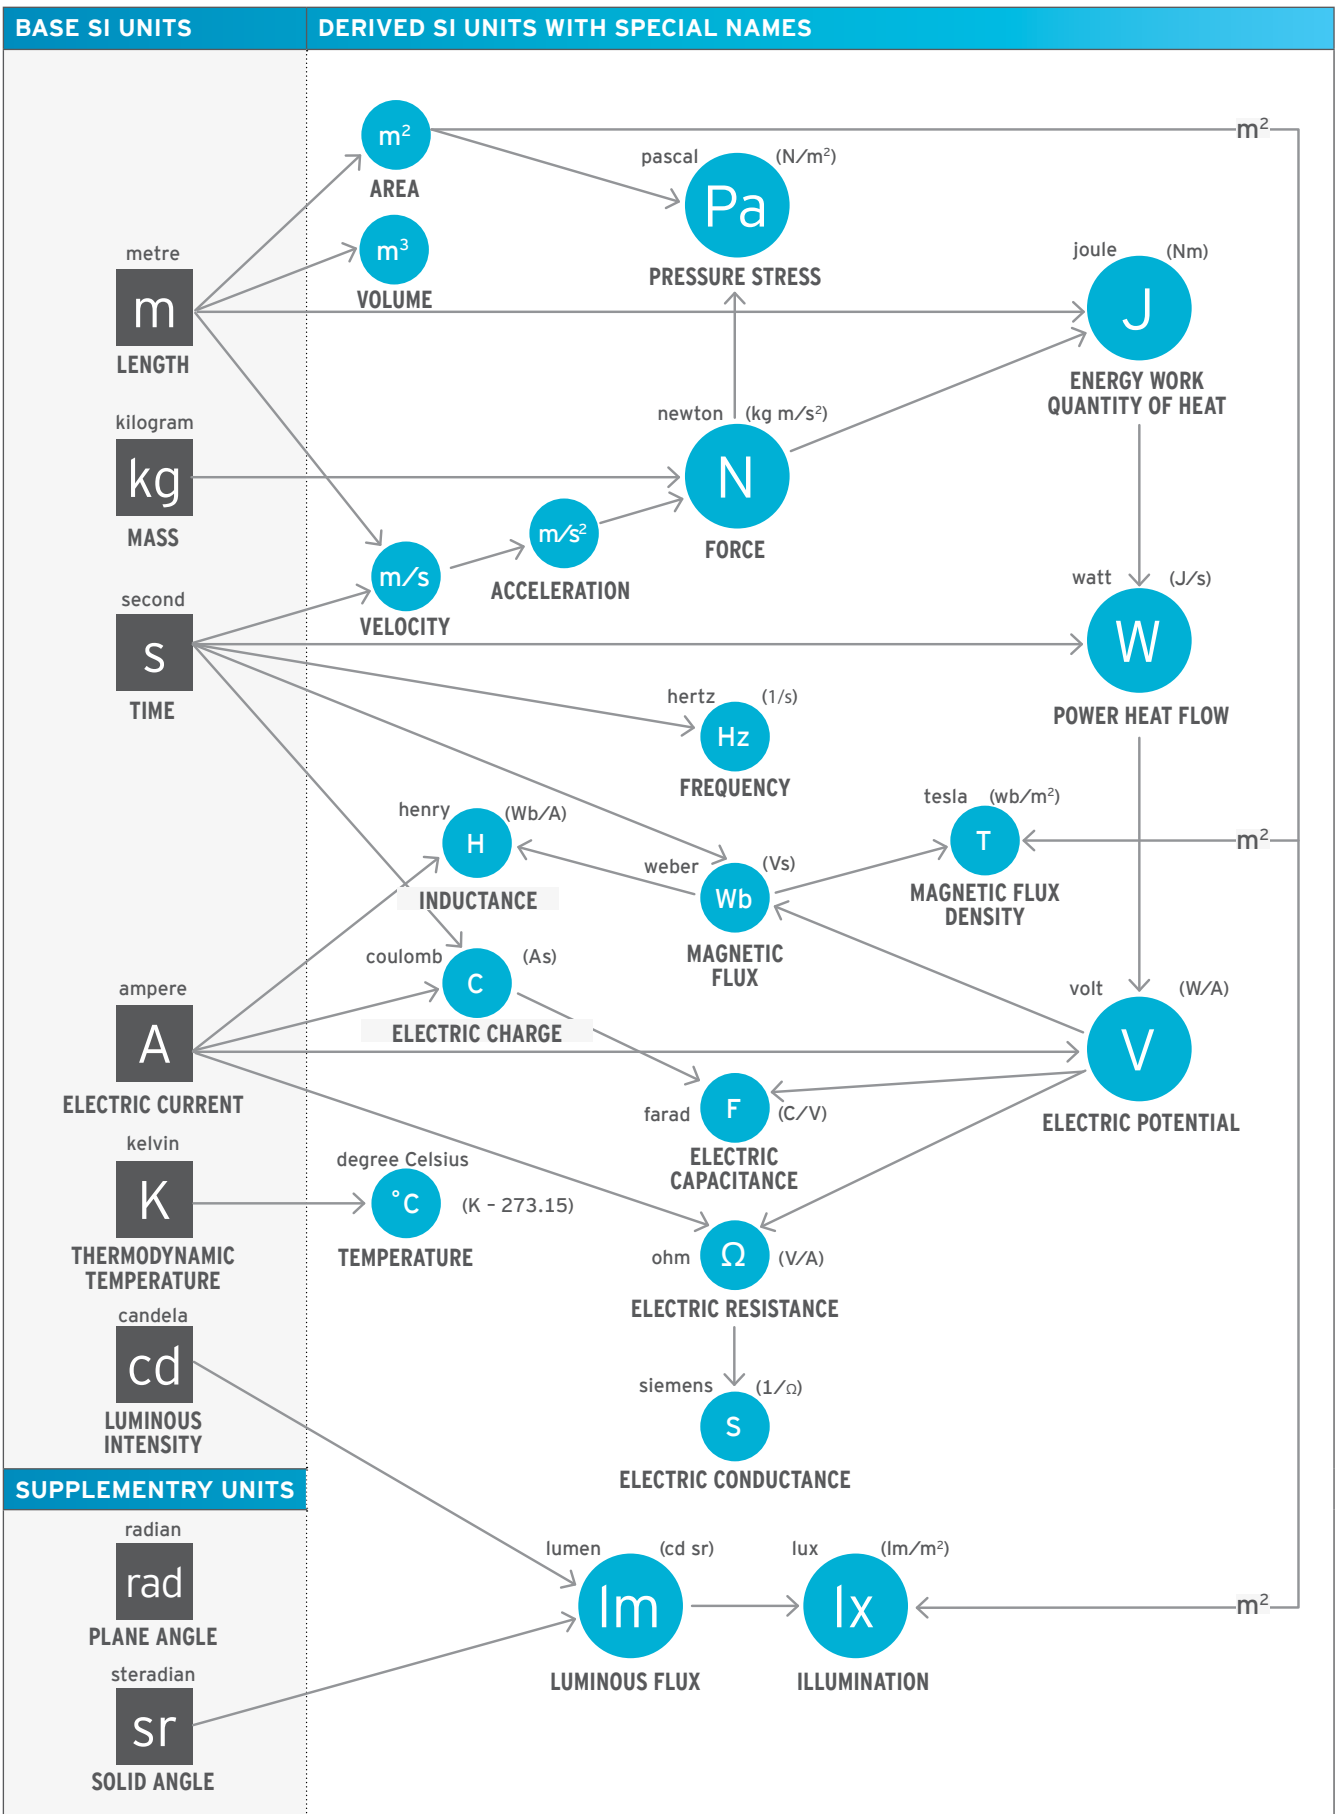 BASE SI UNITS
DERIVED SI UNITS WITH SPECIAL NAMES
m²
AREA
m²
pascal
(N/m²)
Pa
PRESSURE STRESS
m³
VOLUME
metre
m
LENGTH
joule
(Nm)
J
ENERGY WORK
QUANTITY OF HEAT
kilogram
kg
MASS
newton
(kg m/s²)
N
FORCE
m/s²
ACCELERATION
m/s
VELOCITY
second
s
TIME
watt
(J/s)
W
POWER HEAT FLOW
hertz
(1/s)
Hz
FREQUENCY
henry
(Wb/A)
H
INDUCTANCE
weber
(Vs)
Wb
MAGNETIC
FLUX
tesla
(wb/m²)
T
MAGNETIC FLUX
DENSITY
m²
coulomb
(As)
C
ELECTRIC CHARGE
ampere
A
ELECTRIC CURRENT
volt
(W/A)
V
ELECTRIC POTENTIAL
farad
F
(C/V)
ELECTRIC
CAPACITANCE
kelvin
K
THERMODYNAMIC
TEMPERATURE
degree Celsius
°C
(K – 273.15)
TEMPERATURE
ohm
Ω
(V/A)
ELECTRIC RESISTANCE
candela
cd
LUMINOUS
INTENSITY
siemens
(1/Ω)
S
ELECTRIC CONDUCTANCE
SUPPLEMENTRY UNITS
radian
rad
PLANE ANGLE
lumen
(cd sr)
lm
LUMINOUS FLUX
lux
(lm/m²)
lx
ILLUMINATION
m²
steradian
sr
SOLID ANGLE